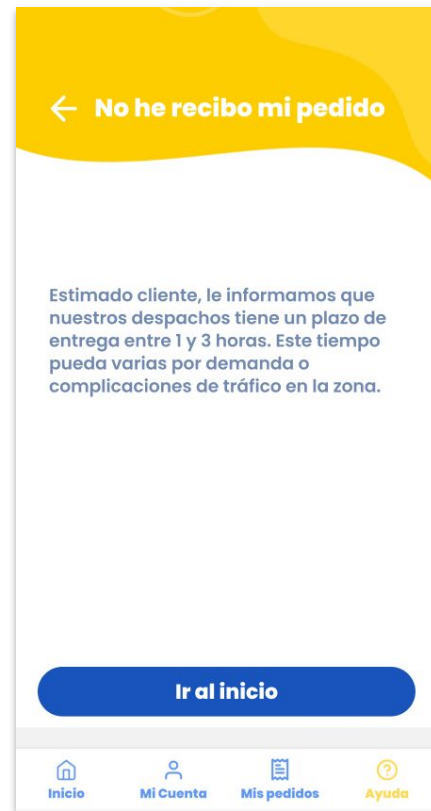 No he recibo mi pedido
Estimado cliente, le informamos que
nuestros despachos tiene un plazo de
entrega entre 1 y 3 horas. Este tiempo
pueda varias por demanda o
complicaciones de tráfico en la zona.
Ir al inicio
Inicio Mi Cuenta Mis pedidos Ayuda